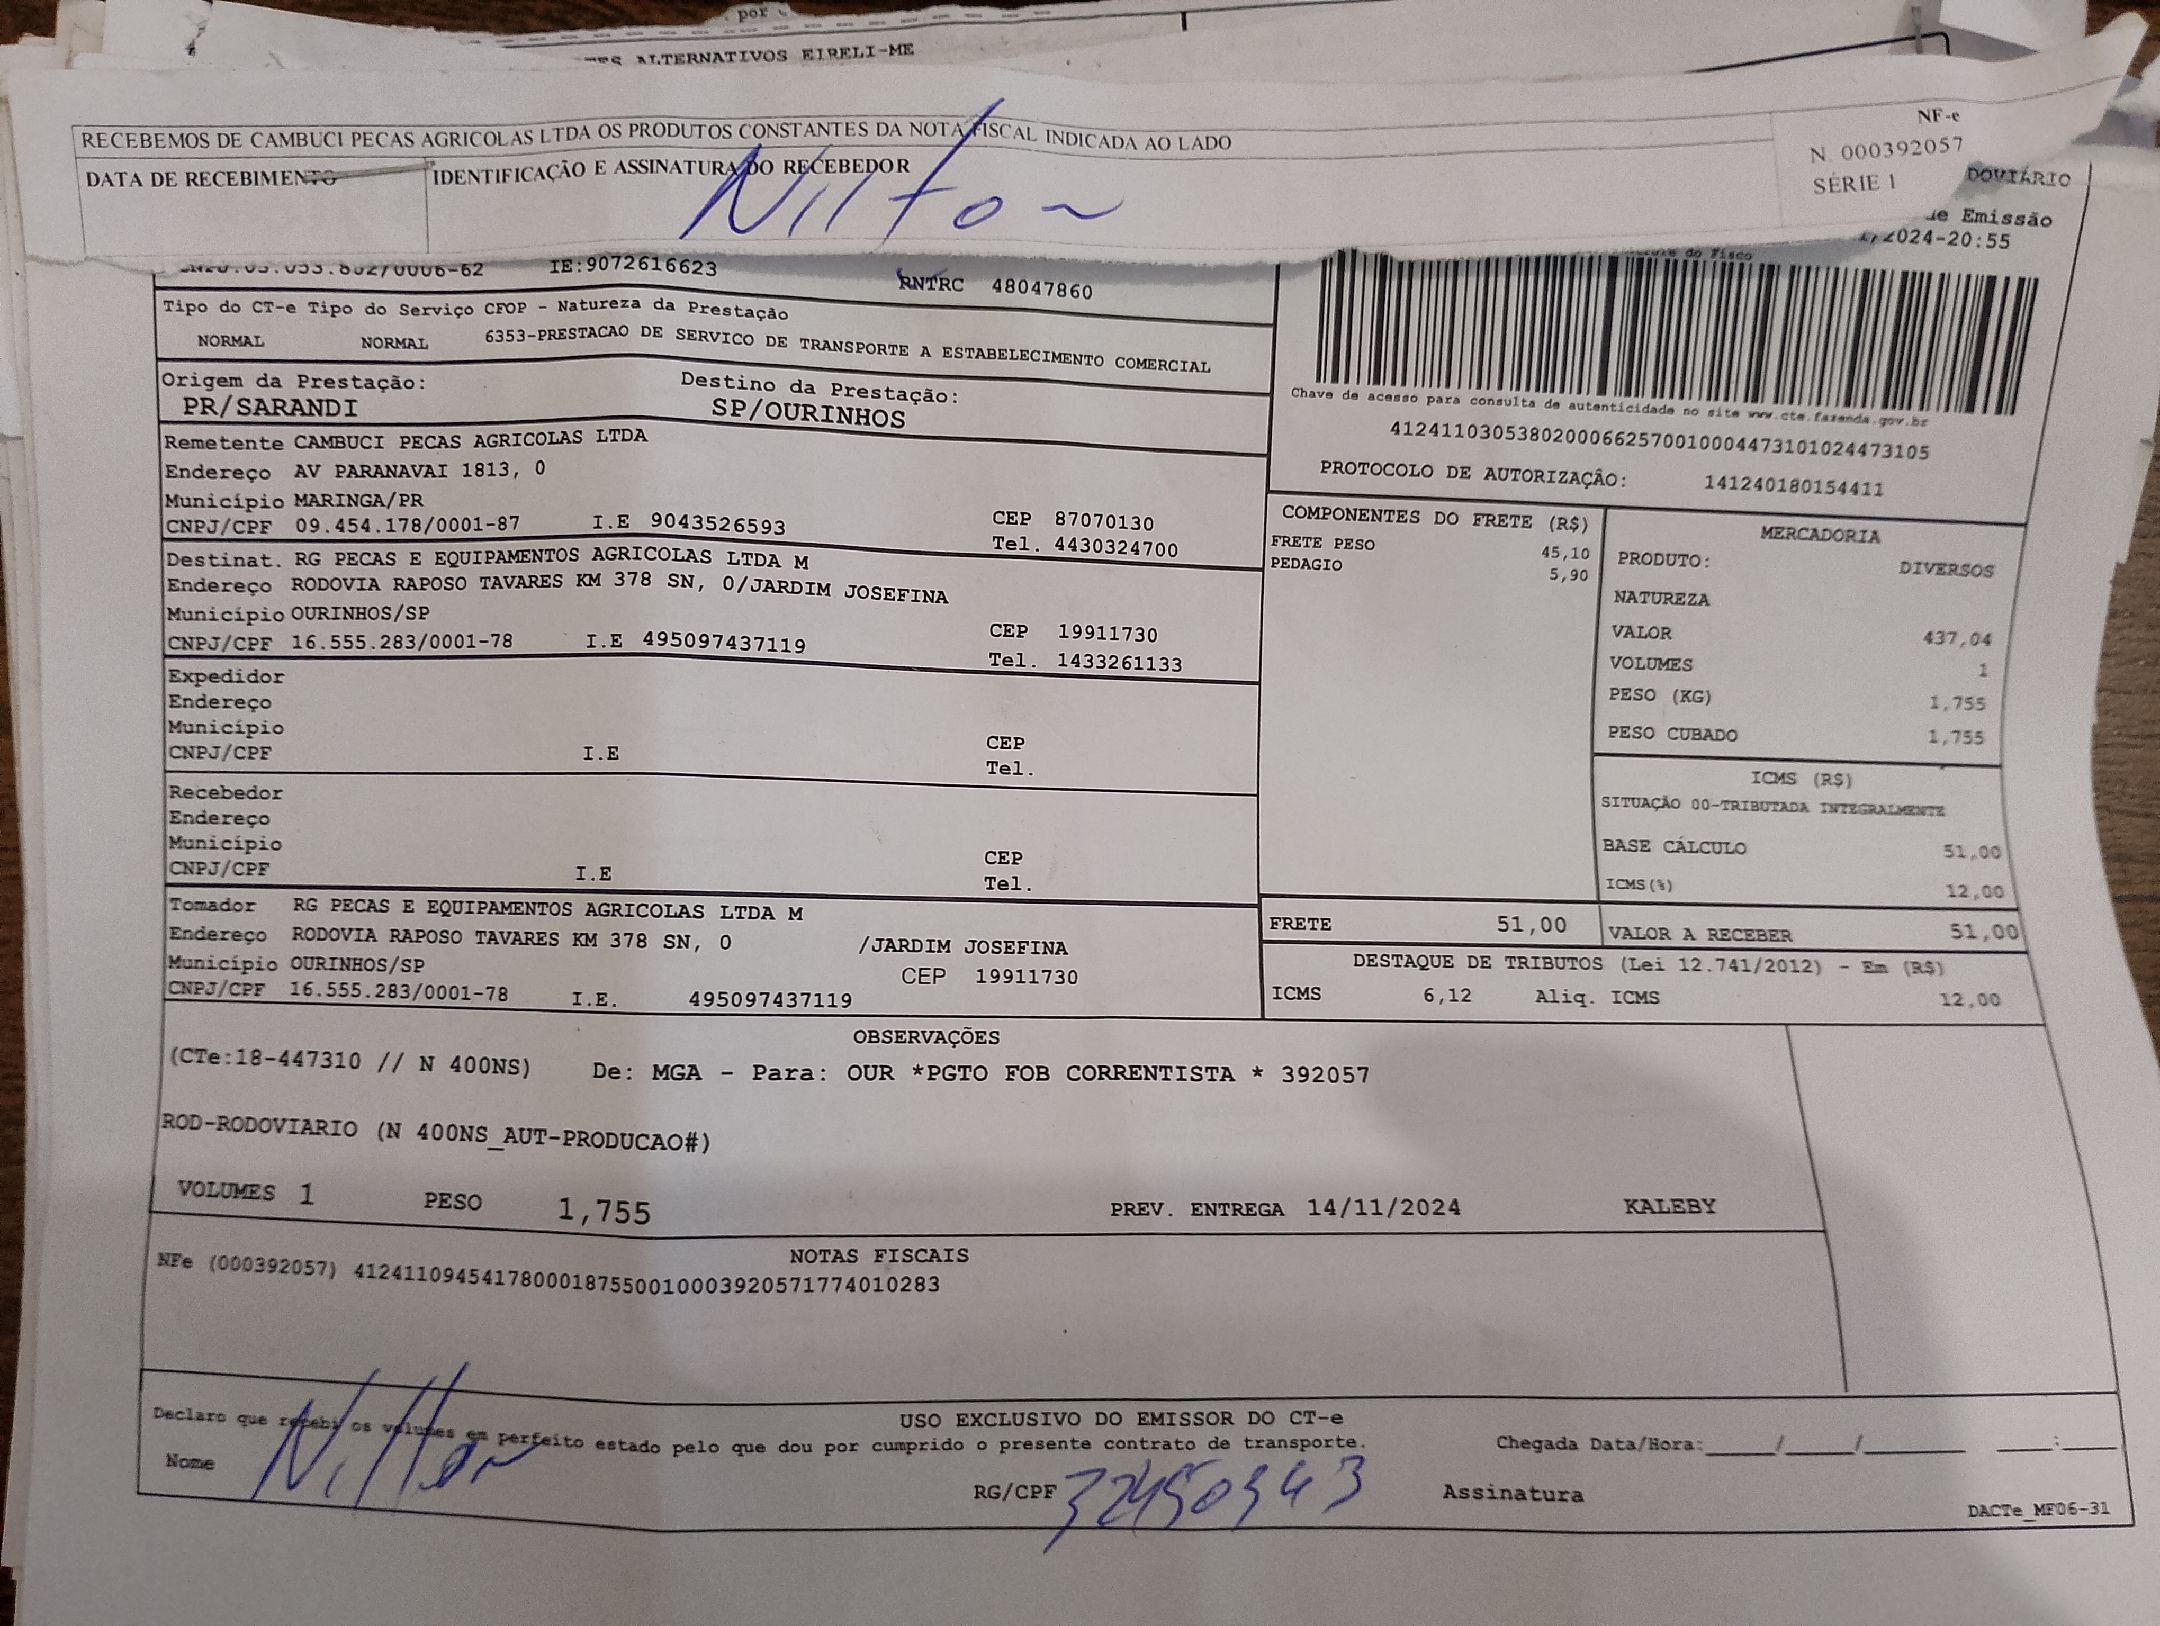 por
ALTERNATIVOS EIRELI-ME
RECEBEMOS DE CAMBUCI PECAS AGRICOLAS LTDA OS PRODUTOS CONSTANTES DA NOTA FISCAL INDICADA AO LADO
NF-e
N. 000392057
SÉRIE 1
DATA DE RECEBIMENTO
IDENTIFICAÇÃO E ASSINATURA DO RECEBEDOR
Nilton
DOVIÁRIO
de Emissão
/2024-20:55
do Fisco
IE:9072616623
RNTRC 48047860
Tipo do CT-e Tipo do Serviço CFOP - Natureza da Prestação
NORMAL NORMAL 6353-PRESTACAO DE SERVICO DE TRANSPORTE A ESTABELECIMENTO COMERCIAL
Origem da Prestação: Destino da Prestação:
PR/SARANDI SP/OURINHOS
Chave de acesso para consulta de autenticidade no site www.cte.fazenda.gov.br
41241103053802000662570010004473101024473105
PROTOCOLO DE AUTORIZAÇÃO: 141240180154411
Remetente CAMBUCI PECAS AGRICOLAS LTDA
Endereço AV PARANAVAI 1813, 0
Município MARINGA/PR
CNPJ/CPF 09.454.178/0001-87 I.E 9043526593 CEP 87070130
Tel. 4430324700
Destinat. RG PECAS E EQUIPAMENTOS AGRICOLAS LTDA M
Endereço RODOVIA RAPOSO TAVARES KM 378 SN, 0/JARDIM JOSEFINA
Município OURINHOS/SP
CNPJ/CPF 16.555.283/0001-78 I.E 495097437119 CEP 19911730
Tel. 1433261133
Expedidor
Endereço
Município
CNPJ/CPF I.E CEP
Tel.
Recebedor
Endereço
Município
CNPJ/CPF I.E CEP
Tel.
Tomador RG PECAS E EQUIPAMENTOS AGRICOLAS LTDA M
Endereço RODOVIA RAPOSO TAVARES KM 378 SN, 0 /JARDIM JOSEFINA
Município OURINHOS/SP CEP 19911730
CNPJ/CPF 16.555.283/0001-78 I.E. 495097437119
COMPONENTES DO FRETE (R$)
FRETE PESO 45,10
PEDAGIO 5,90
MERCADORIA
PRODUTO: DIVERSOS
NATUREZA
VALOR 437,04
VOLUMES 1
PESO (KG) 1,755
PESO CUBADO 1,755
ICMS (R$)
SITUAÇÃO 00-TRIBUTADA INTEGRALMENTE
BASE CÁLCULO 51,00
ICMS(%) 12,00
FRETE 51,00 VALOR A RECEBER 51,00
DESTAQUE DE TRIBUTOS (Lei 12.741/2012) - Em (R$)
ICMS 6,12 Aliq. ICMS 12,00
OBSERVAÇÕES
(CTe:18-447310 // N 400NS) De: MGA - Para: OUR *PGTO FOB CORRENTISTA * 392057
ROD-RODOVIARIO (N 400NS_AUT-PRODUCAO#)
VOLUMES 1 PESO 1,755 PREV. ENTREGA 14/11/2024 KALEBY
NOTAS FISCAIS
NFe (000392057) 41241109454178000187550010003920571774010283
USO EXCLUSIVO DO EMISSOR DO CT-e
Declaro que recebi os volumes em perfeito estado pelo que dou por cumprido o presente contrato de transporte. Chegada Data/Hora:_____/_____/_______ ____:____
Nome Nilton RG/CPF Assinatura
DACTe_MF06-31